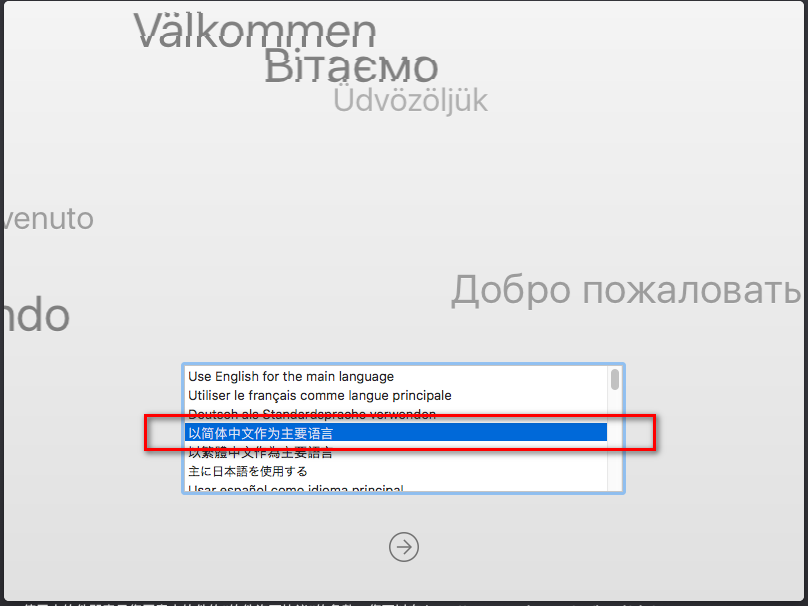 Välkommen
Вітаємо
Üdvözöljük
venuto
ndo
Добро пожаловать
Use English for the main language
Utiliser le français comme langue principale
Deutsch als Standardsprache verwenden
以简体中文作为主要语言
以繁體中文作為主要語言
主に日本語を使用する
Usar español como idioma principal